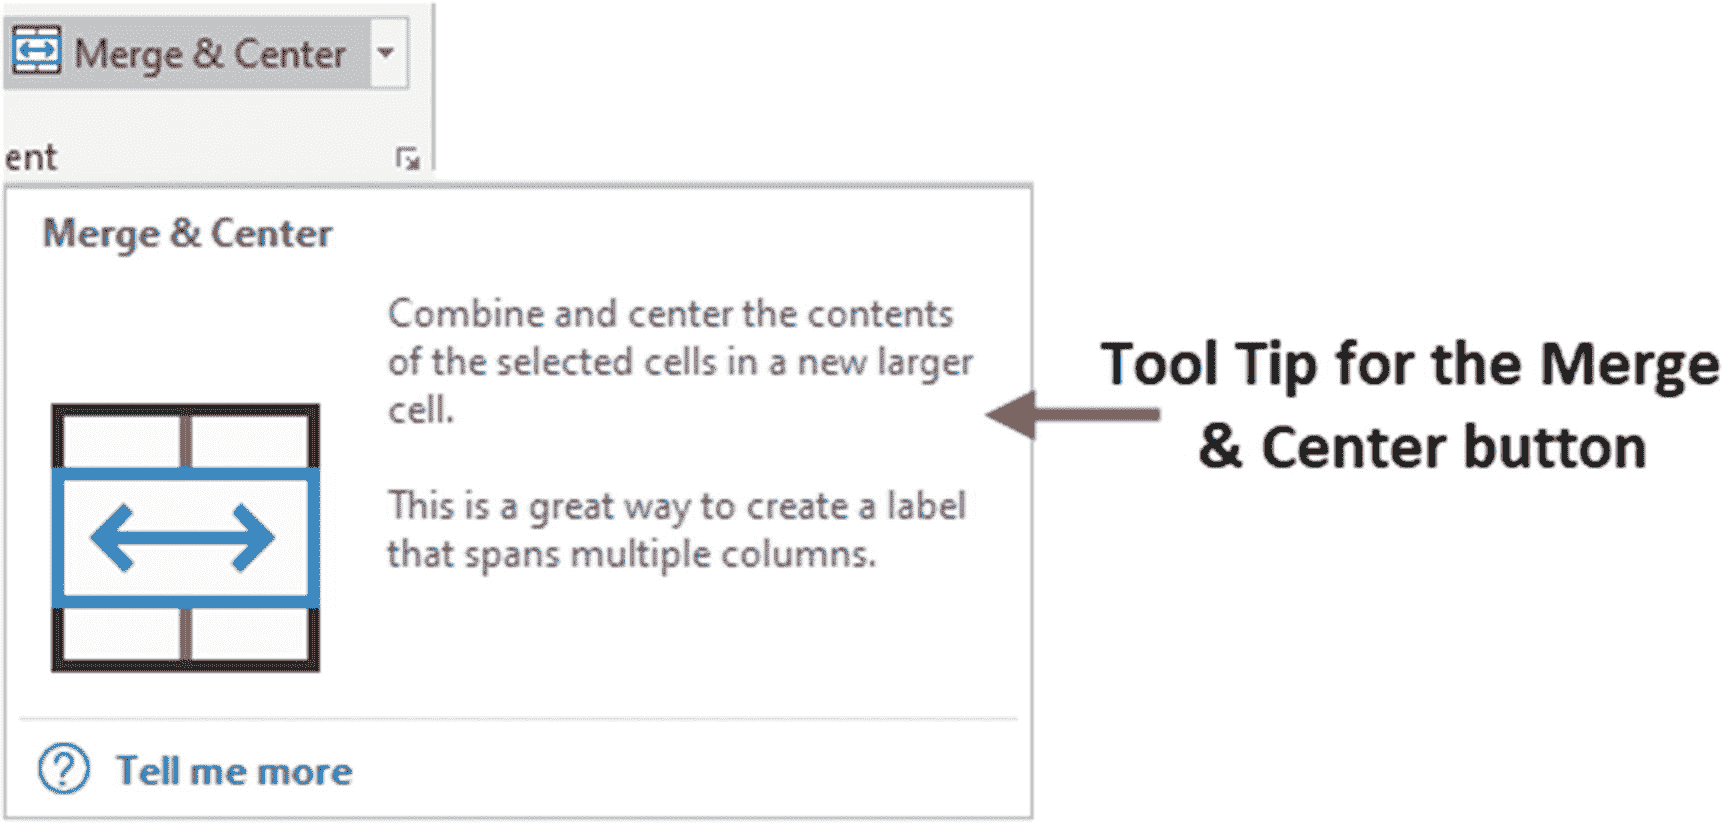 Merge & Center
ent
Merge & Center
Combine and center the contents
of the selected cells in a new larger
cell.
This is a great way to create a label
that spans multiple columns.
Tell me more
Tool Tip for the Merge
& Center button